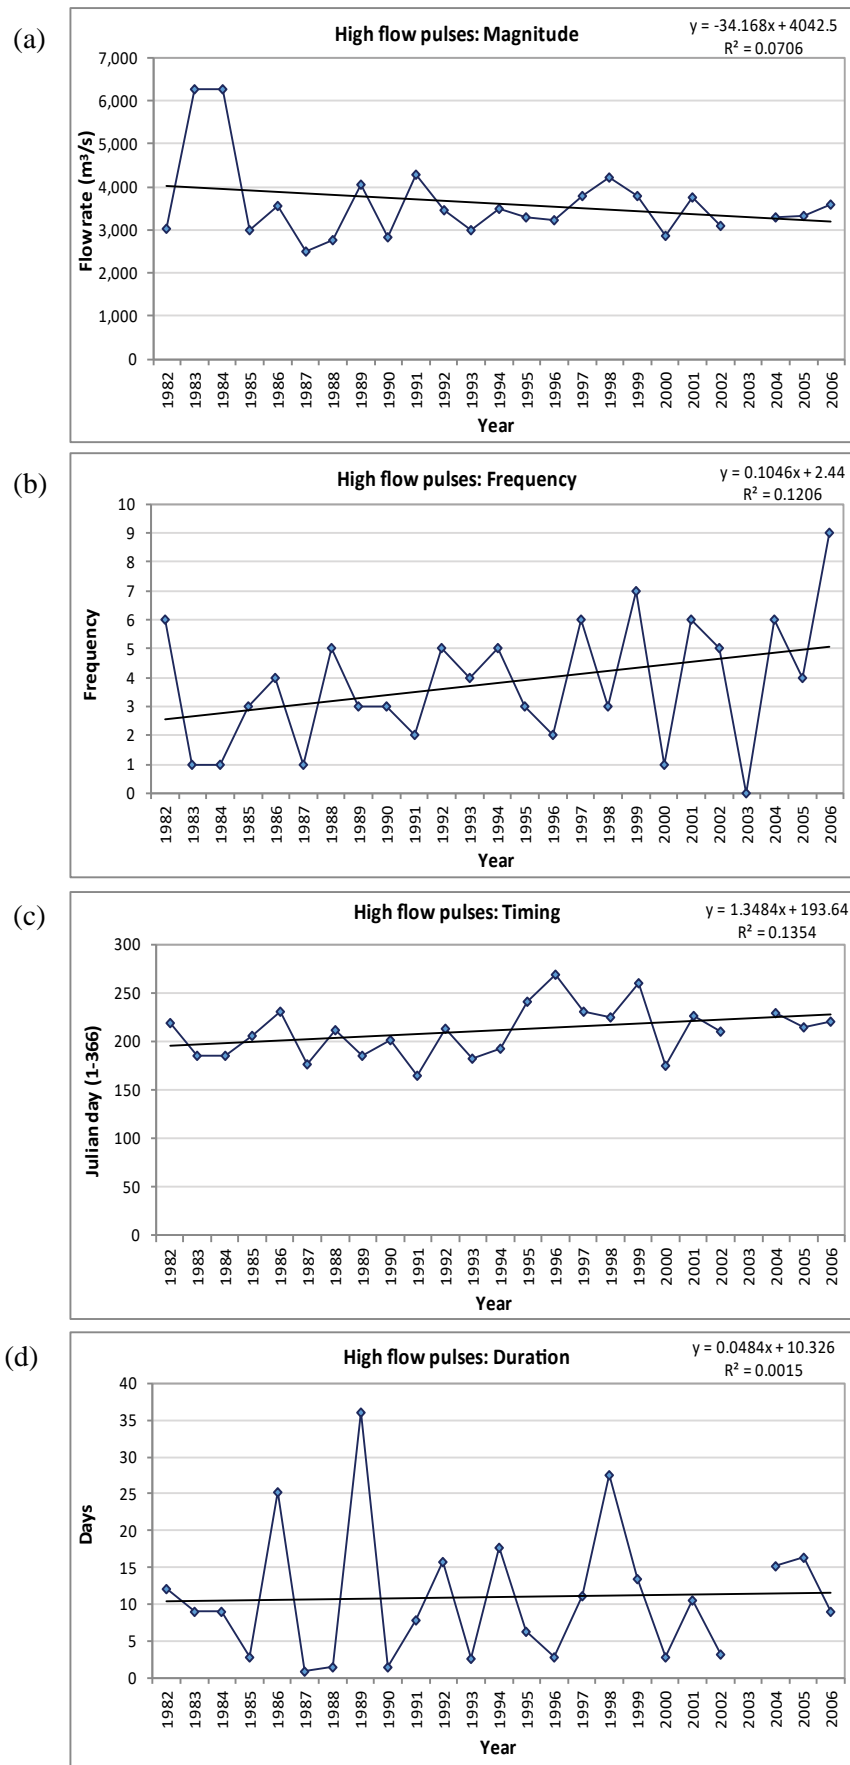 (a)
High flow pulses: Magnitude
y = -34.168x + 4042.5
R² = 0.0706
7,000
6,000
5,000
4,000
3,000
2,000
1,000
0
Flow rate (m³/s)
1982 1983 1984 1985 1986 1987 1988 1989 1990 1991 1992 1993 1994 1995 1996 1997 1998 1999 2000 2001 2002 2003 2004 2005 2006
Year
(b)
High flow pulses: Frequency
y = 0.1046x + 2.44
R² = 0.1206
10
9
8
7
6
5
4
3
2
1
0
Frequency
1982 1983 1984 1985 1986 1987 1988 1989 1990 1991 1992 1993 1994 1995 1996 1997 1998 1999 2000 2001 2002 2003 2004 2005 2006
Year
(c)
High flow pulses: Timing
y = 1.3484x + 193.64
R² = 0.1354
300
250
200
150
100
50
0
Julian day (1-366)
1982 1983 1984 1985 1986 1987 1988 1989 1990 1991 1992 1993 1994 1995 1996 1997 1998 1999 2000 2001 2002 2003 2004 2005 2006
Year
(d)
High flow pulses: Duration
y = 0.0484x + 10.326
R² = 0.0015
40
35
30
25
20
15
10
5
0
Days
1982 1983 1984 1985 1986 1987 1988 1989 1990 1991 1992 1993 1994 1995 1996 1997 1998 1999 2000 2001 2002 2003 2004 2005 2006
Year